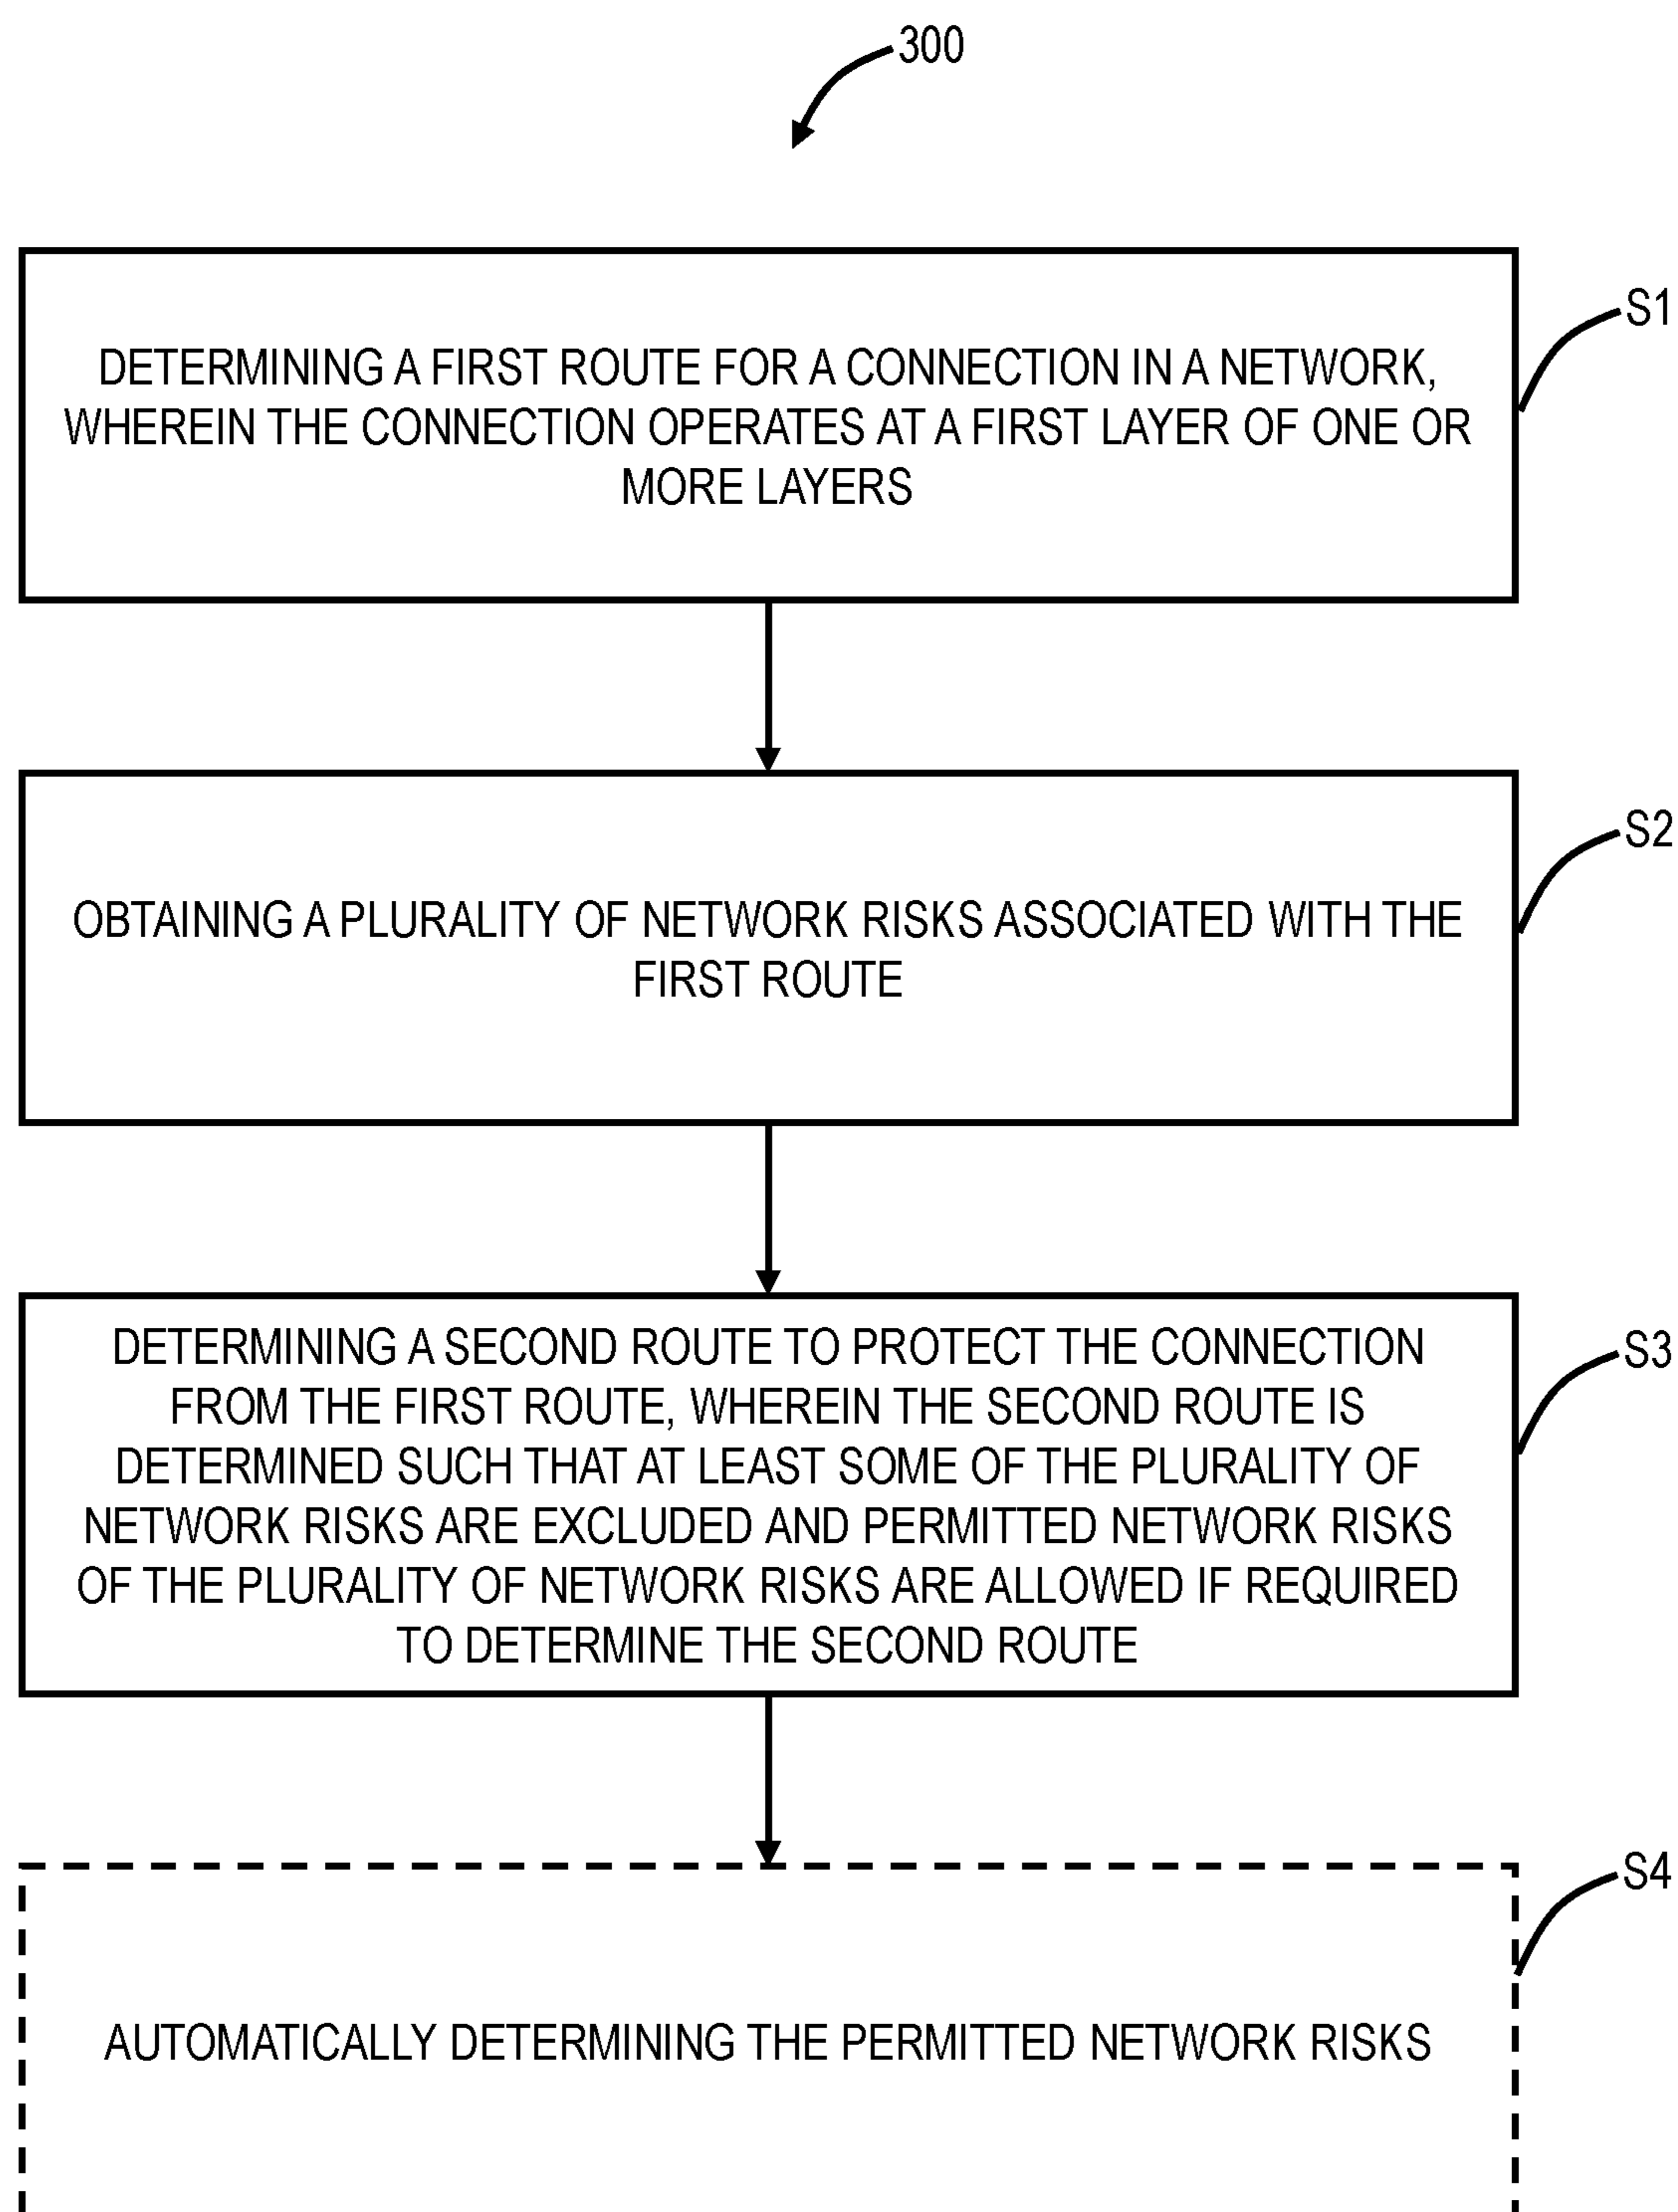 300
S1
DETERMINING A FIRST ROUTE FOR A CONNECTION IN A NETWORK,
WHEREIN THE CONNECTION OPERATES AT A FIRST LAYER OF ONE OR
MORE LAYERS
S2
OBTAINING A PLURALITY OF NETWORK RISKS ASSOCIATED WITH THE
FIRST ROUTE
S3
DETERMINING A SECOND ROUTE TO PROTECT THE CONNECTION
FROM THE FIRST ROUTE, WHEREIN THE SECOND ROUTE IS
DETERMINED SUCH THAT AT LEAST SOME OF THE PLURALITY OF
NETWORK RISKS ARE EXCLUDED AND PERMITTED NETWORK RISKS
OF THE PLURALITY OF NETWORK RISKS ARE ALLOWED IF REQUIRED
TO DETERMINE THE SECOND ROUTE
S4
AUTOMATICALLY DETERMINING THE PERMITTED NETWORK RISKS